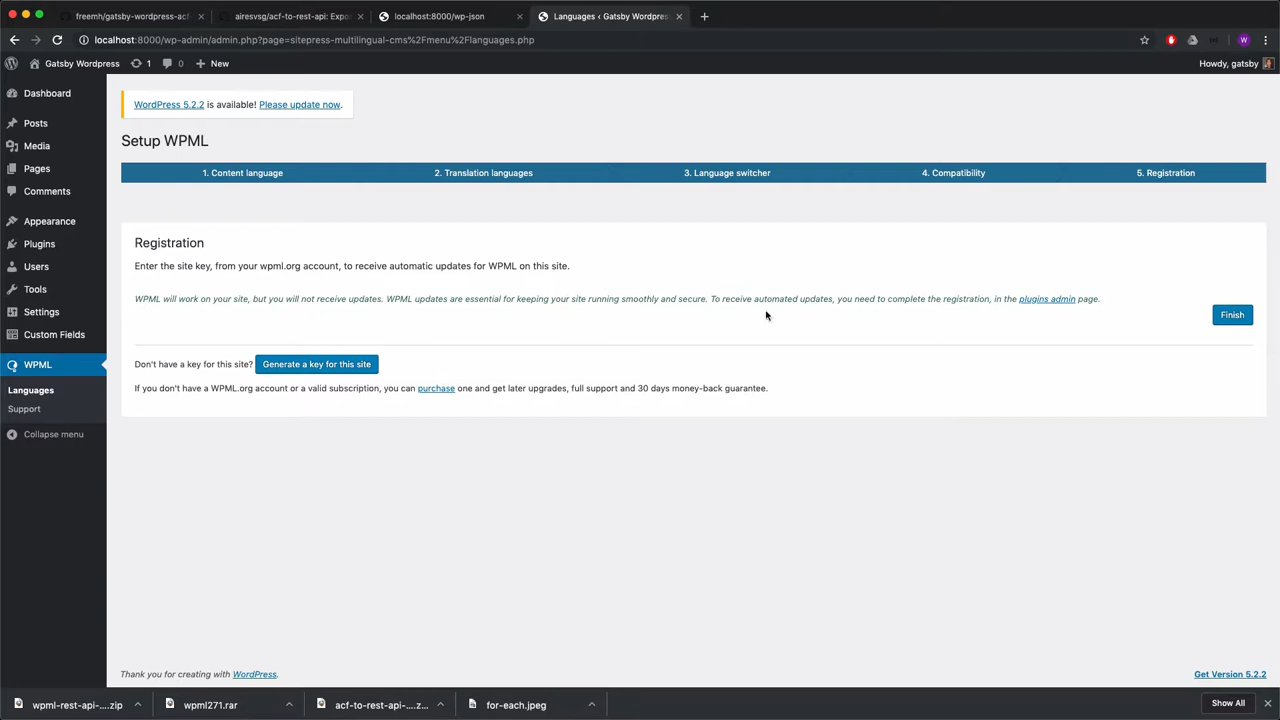 freemh/gatsby-wordpress-acf
airesvsg/acf-to-rest-api: Expos
localhost:8000/wp-json
Languages ‹ Gatsby Wordpress
localhost:8000/wp-admin/admin.php?page=sitepress-multilingual-cms%2Fmenu%2Flanguages.php
W
Gatsby Wordpress
1
0
New
Howdy, gatsby
Dashboard
Posts
Media
Pages
Comments
Appearance
Plugins
Users
Tools
Settings
Custom Fields
WPML
Languages
Support
Collapse menu
WordPress 5.2.2 is available! Please update now.
Setup WPML
1. Content language
2. Translation languages
3. Language switcher
4. Compatibility
5. Registration
Registration
Enter the site key, from your wpml.org account, to receive automatic updates for WPML on this site.
WPML will work on your site, but you will not receive updates. WPML updates are essential for keeping your site running smoothly and secure. To receive automated updates, you need to complete the registration, in the plugins admin page.
Finish
Don't have a key for this site? Generate a key for this site
If you don't have a WPML.org account or a valid subscription, you can purchase one and get later upgrades, full support and 30 days money-back guarantee.
Thank you for creating with WordPress.
Get Version 5.2.2
wpml-rest-api-....zip
wpml271.rar
acf-to-rest-api-...z...
for-each.jpeg
Show All